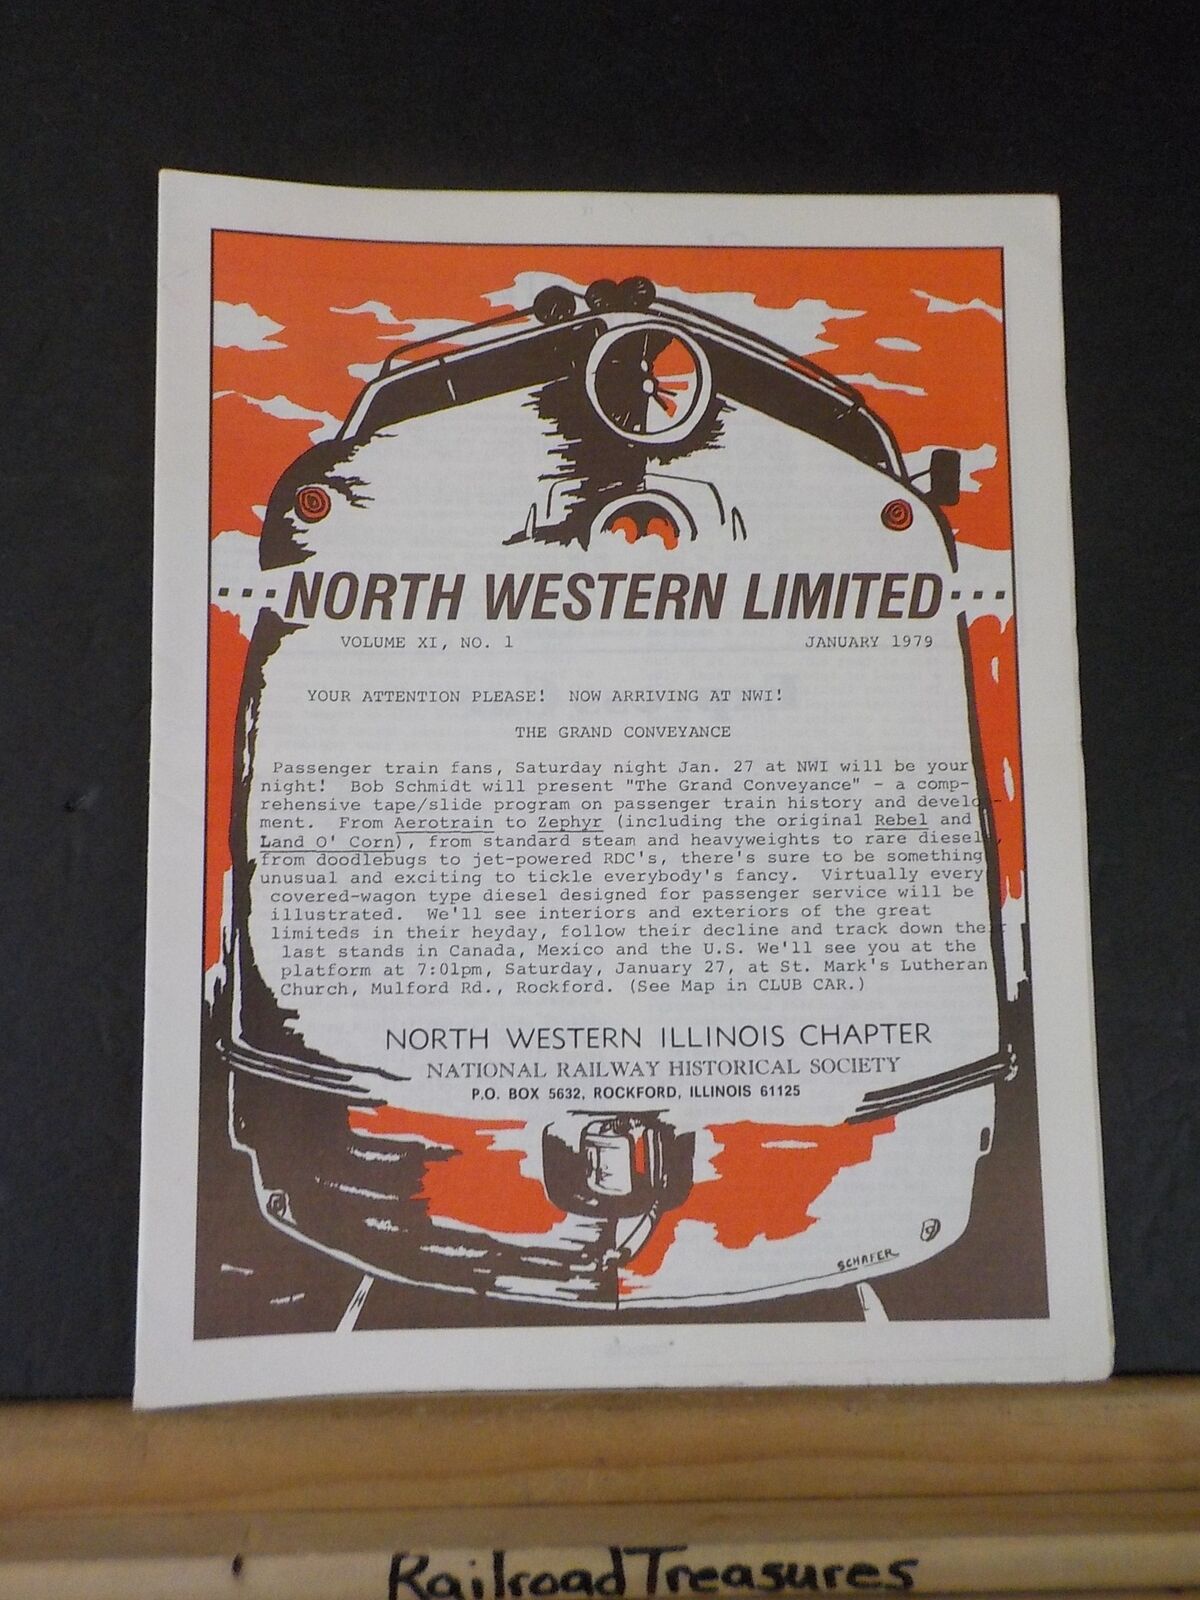 ···NORTH WESTERN LIMITED···
VOLUME XI, NO. 1 JANUARY 1979
YOUR ATTENTION PLEASE! NOW ARRIVING AT NWI!
THE GRAND CONVEYANCE
Passenger train fans, Saturday night Jan. 27 at NWI will be your
night! Bob Schmidt will present "The Grand Conveyance" - a comp-
rehensive tape/slide program on passenger train history and develop-
ment. From Aerotrain to Zephyr (including the original Rebel and
Land O' Corn), from standard steam and heavyweights to rare diesels,
from doodlebugs to jet-powered RDC's, there's sure to be something
unusual and exciting to tickle everybody's fancy. Virtually every
covered-wagon type diesel designed for passenger service will be
illustrated. We'll see interiors and exteriors of the great
limiteds in their heyday, follow their decline and track down their
last stands in Canada, Mexico and the U.S. We'll see you at the
platform at 7:01pm, Saturday, January 27, at St. Mark's Lutheran
Church, Mulford Rd., Rockford. (See Map in CLUB CAR.)
NORTH WESTERN ILLINOIS CHAPTER
NATIONAL RAILWAY HISTORICAL SOCIETY
P.O. BOX 5632, ROCKFORD, ILLINOIS 61125
SCHAFER
Railroad Treasures